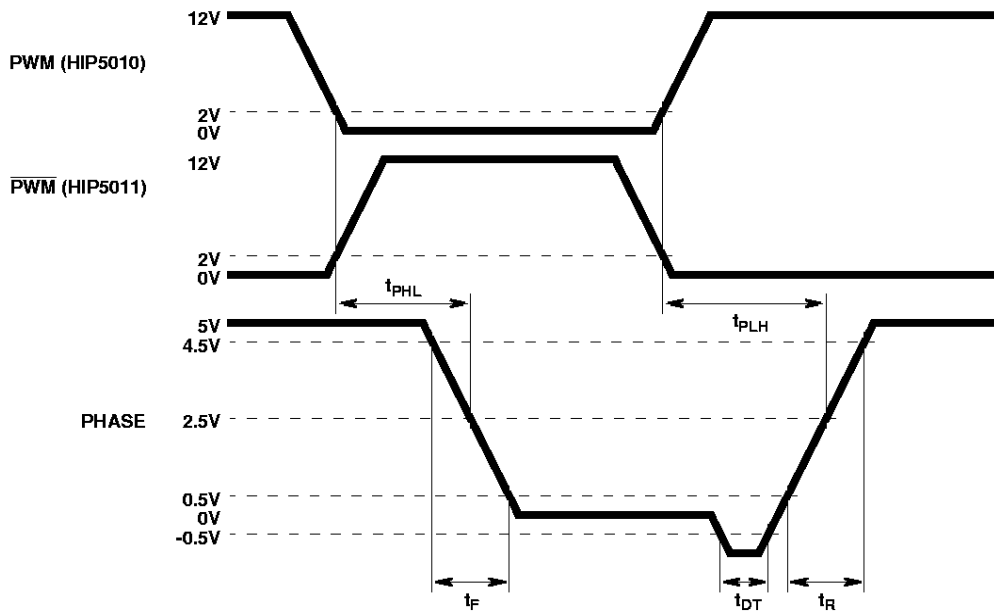 12V
PWM (HIP5010)
2V
0V
12V
P̅W̅M̅ (HIP5011)
2V
0V
tPHL
tPLH
5V
4.5V
PHASE
2.5V
0.5V
0V
-0.5V
tF
tDT
tR